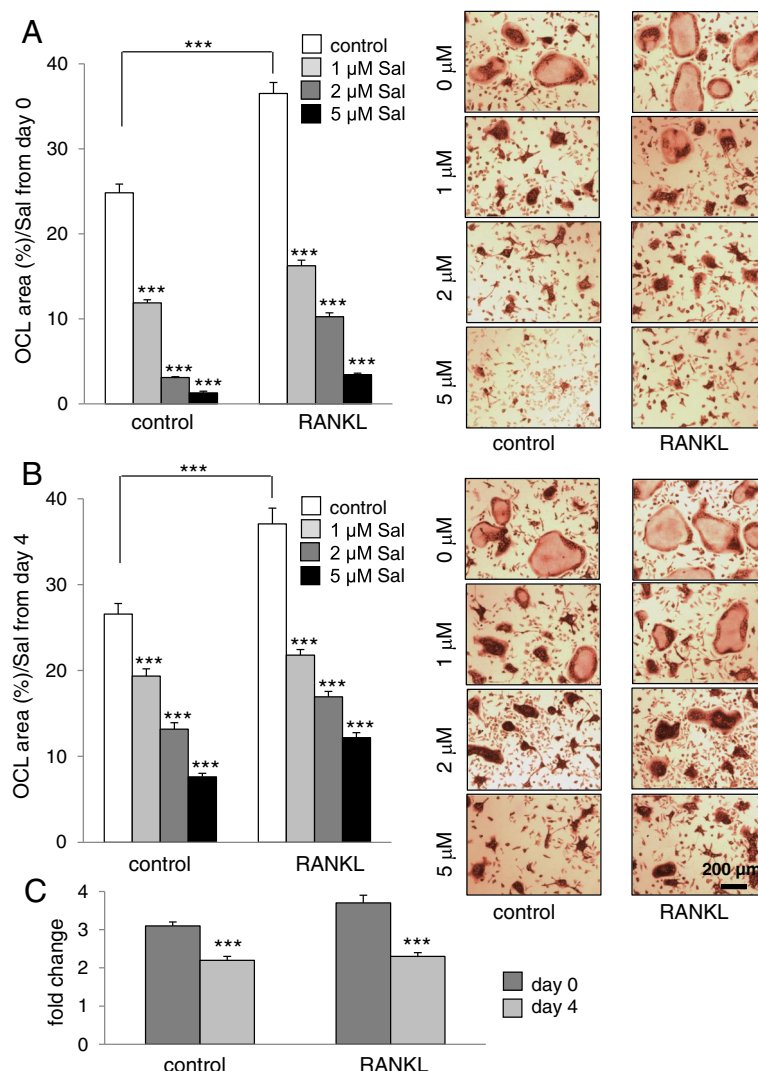 A
OCL area (%)/Sal from day 0
40
30
20
10
0
***
control
1 µM Sal
2 µM Sal
5 µM Sal
***
***
***
***
***
***
control
RANKL
0 µM
1 µM
2 µM
5 µM
control
RANKL
B
OCL area (%)/Sal from day 4
40
30
20
10
0
***
control
1 µM Sal
2 µM Sal
5 µM Sal
***
***
***
***
***
***
control
RANKL
0 µM
1 µM
2 µM
5 µM
200 µm
control
RANKL
C
fold change
4
3
2
1
0
***
***
control
RANKL
day 0
day 4